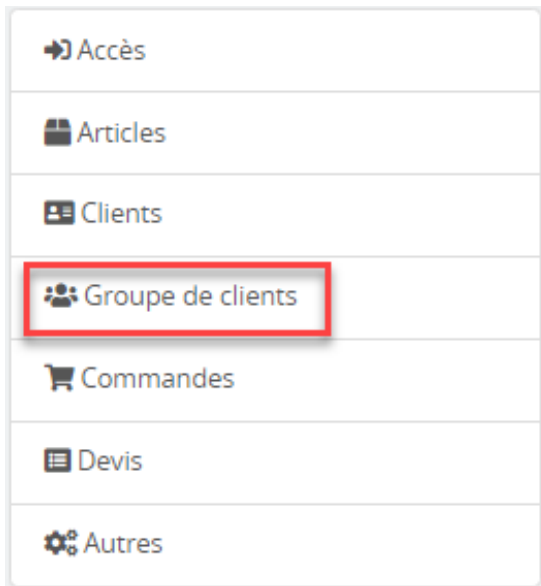 Accès
Articles
Clients
Groupe de clients
Commandes
Devis
Autres